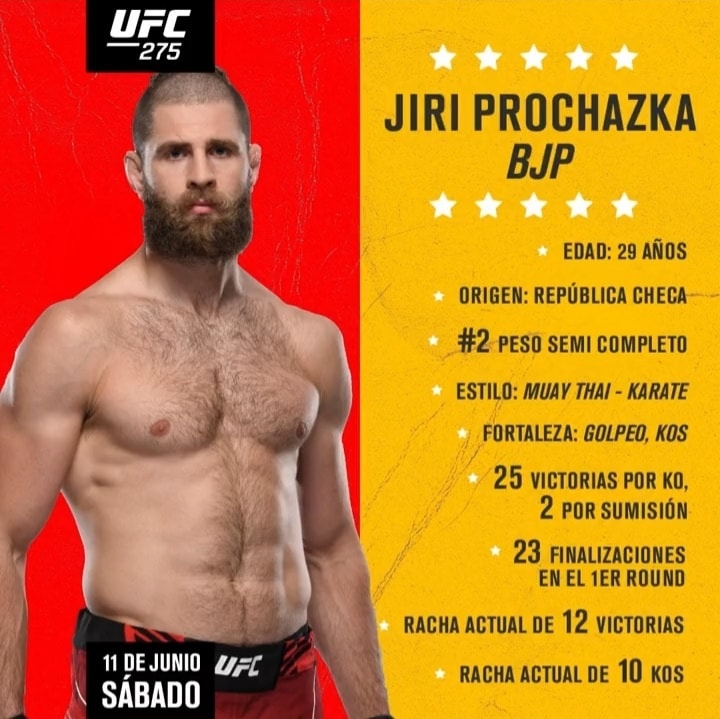 UFC
275
JIRI PROCHAZKA
BJP
EDAD: 29 AÑOS
ORIGEN: REPÚBLICA CHECA
#2 PESO SEMI COMPLETO
ESTILO: MUAY THAI - KARATE
FORTALEZA: GOLPEO, KOS
25 VICTORIAS POR KO,
2 POR SUMISIÓN
23 FINALIZACIONES
EN EL 1ER ROUND
RACHA ACTUAL DE 12 VICTORIAS
RACHA ACTUAL DE 10 KOS
11 DE JUNIO
SÁBADO
UFC